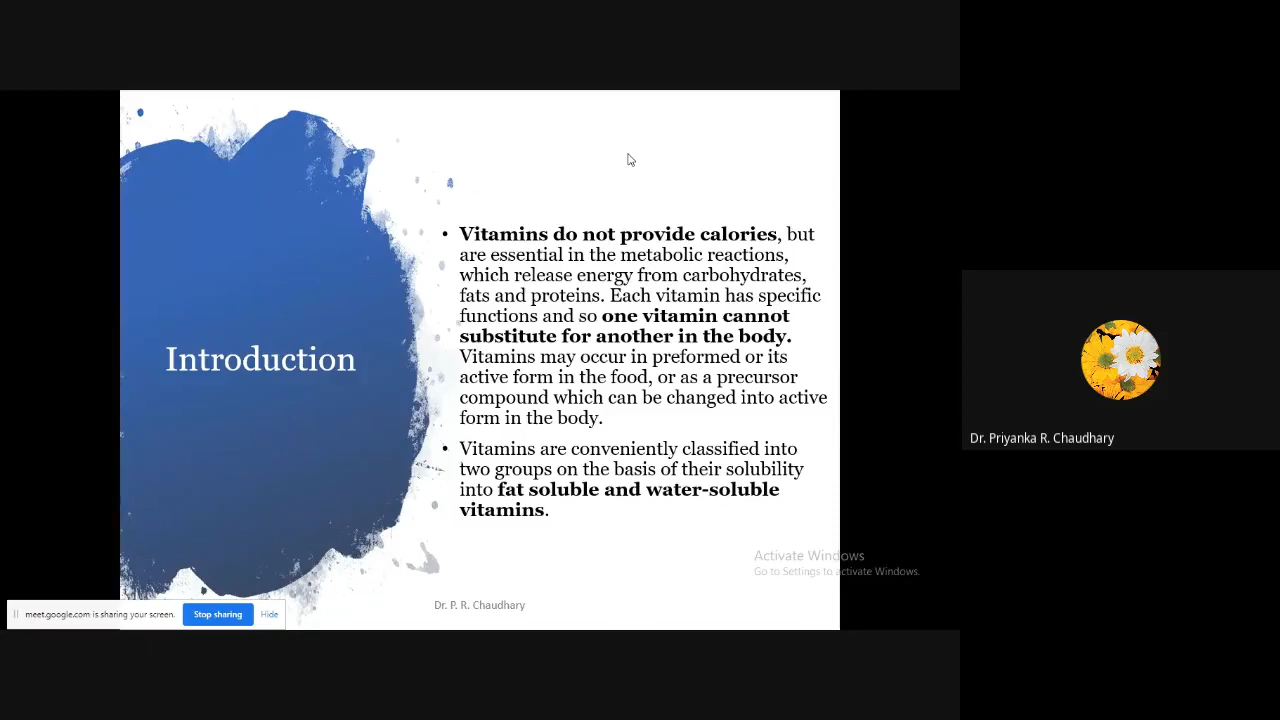 Introduction
• Vitamins do not provide calories, but
are essential in the metabolic reactions,
which release energy from carbohydrates,
fats and proteins. Each vitamin has specific
functions and so one vitamin cannot
substitute for another in the body.
Vitamins may occur in preformed or its
active form in the food, or as a precursor
compound which can be changed into active
form in the body.
• Vitamins are conveniently classified into
two groups on the basis of their solubility
into fat soluble and water-soluble
vitamins.
Dr. P. R. Chaudhary
Activate Windows
Go to Settings to activate Windows.
meet.google.com is sharing your screen.
Stop sharing
Hide
Dr. Priyanka R. Chaudhary